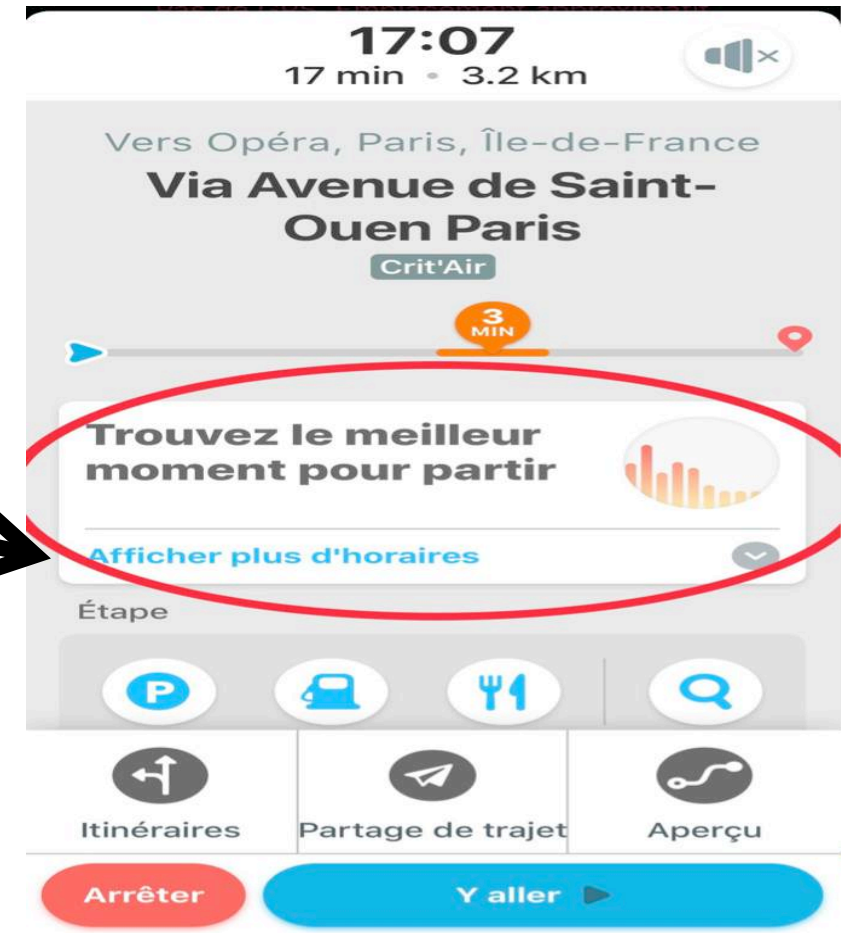 17:07
17 min • 3.2 km
Vers Opéra, Paris, Île-de-France
Via Avenue de Saint-
Ouen Paris
Crit'Air
3
MIN
Trouvez le meilleur
moment pour partir
Afficher plus d'horaires
Étape
P
Itinéraires
Partage de trajet
Aperçu
Arrêter
Y aller